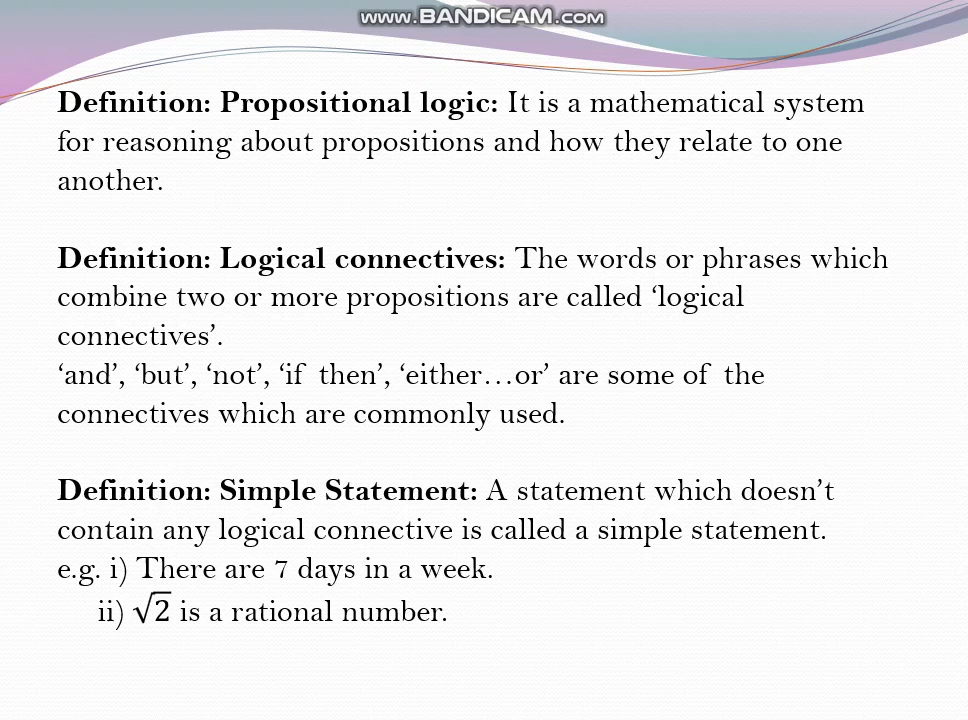 www.BANDICAM.com
Definition: Propositional logic: It is a mathematical system
for reasoning about propositions and how they relate to one
another.
Definition: Logical connectives: The words or phrases which
combine two or more propositions are called ‘logical
connectives’.
‘and’, ‘but’, ‘not’, ‘if then’, ‘either…or’ are some of the
connectives which are commonly used.
Definition: Simple Statement: A statement which doesn’t
contain any logical connective is called a simple statement.
e.g. i) There are 7 days in a week.
ii) √2 is a rational number.